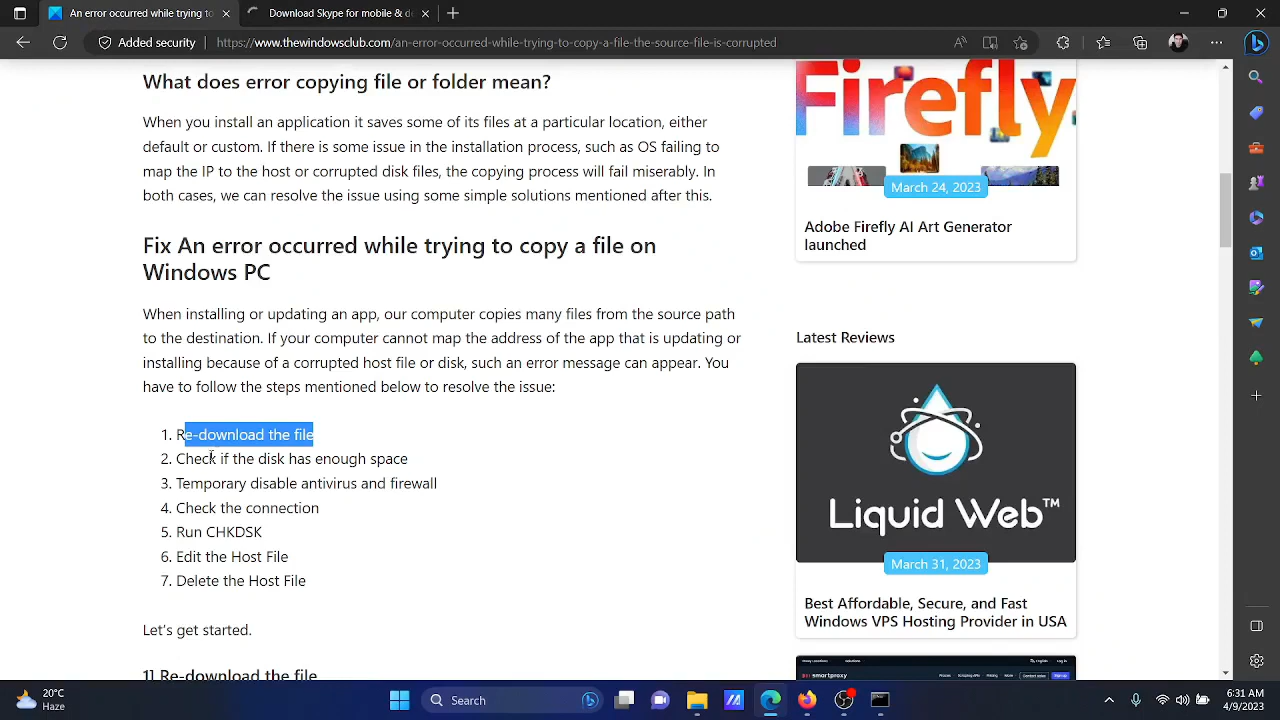 An error occurred while trying to
Download Skype for mobile & d
Added security
https://www.thewindowsclub.com/an-error-occurred-while-trying-to-copy-a-file-the-source-file-is-corrupted
What does error copying file or folder mean?
When you install an application it saves some of its files at a particular location, either
default or custom. If there is some issue in the installation process, such as OS failing to
map the IP to the host or corrupted disk files, the copying process will fail miserably. In
both cases, we can resolve the issue using some simple solutions mentioned after this.
Fix An error ocurred while trying to copy a file on
Windows PC
When installing or updating an app, our computer copies many files from the source path
to the destination. If your computer cannot map the address of the app that is updating or
installing because of a corrupted host file or disk, such an error message can appear. You
have to follow the steps mentioned below to resolve the issue:
1. Re-download the file
2. Check if the disk has enough space
3. Temporary disable antivirus and firewall
4. Check the connection
5. Run CHKDSK
6. Edit the Host File
7. Delete the Host File
Let's get started.
1]Re-download the file
Firefly
March 24, 2023
Adobe Firefly AI Art Generator
launched
Latest Reviews
Liquid Web™
March 31, 2023
Best Affordable, Secure, and Fast
Windows VPS Hosting Provider in USA
smartproxy
20°C
Haze
Search
6:31 AM
4/9/2023